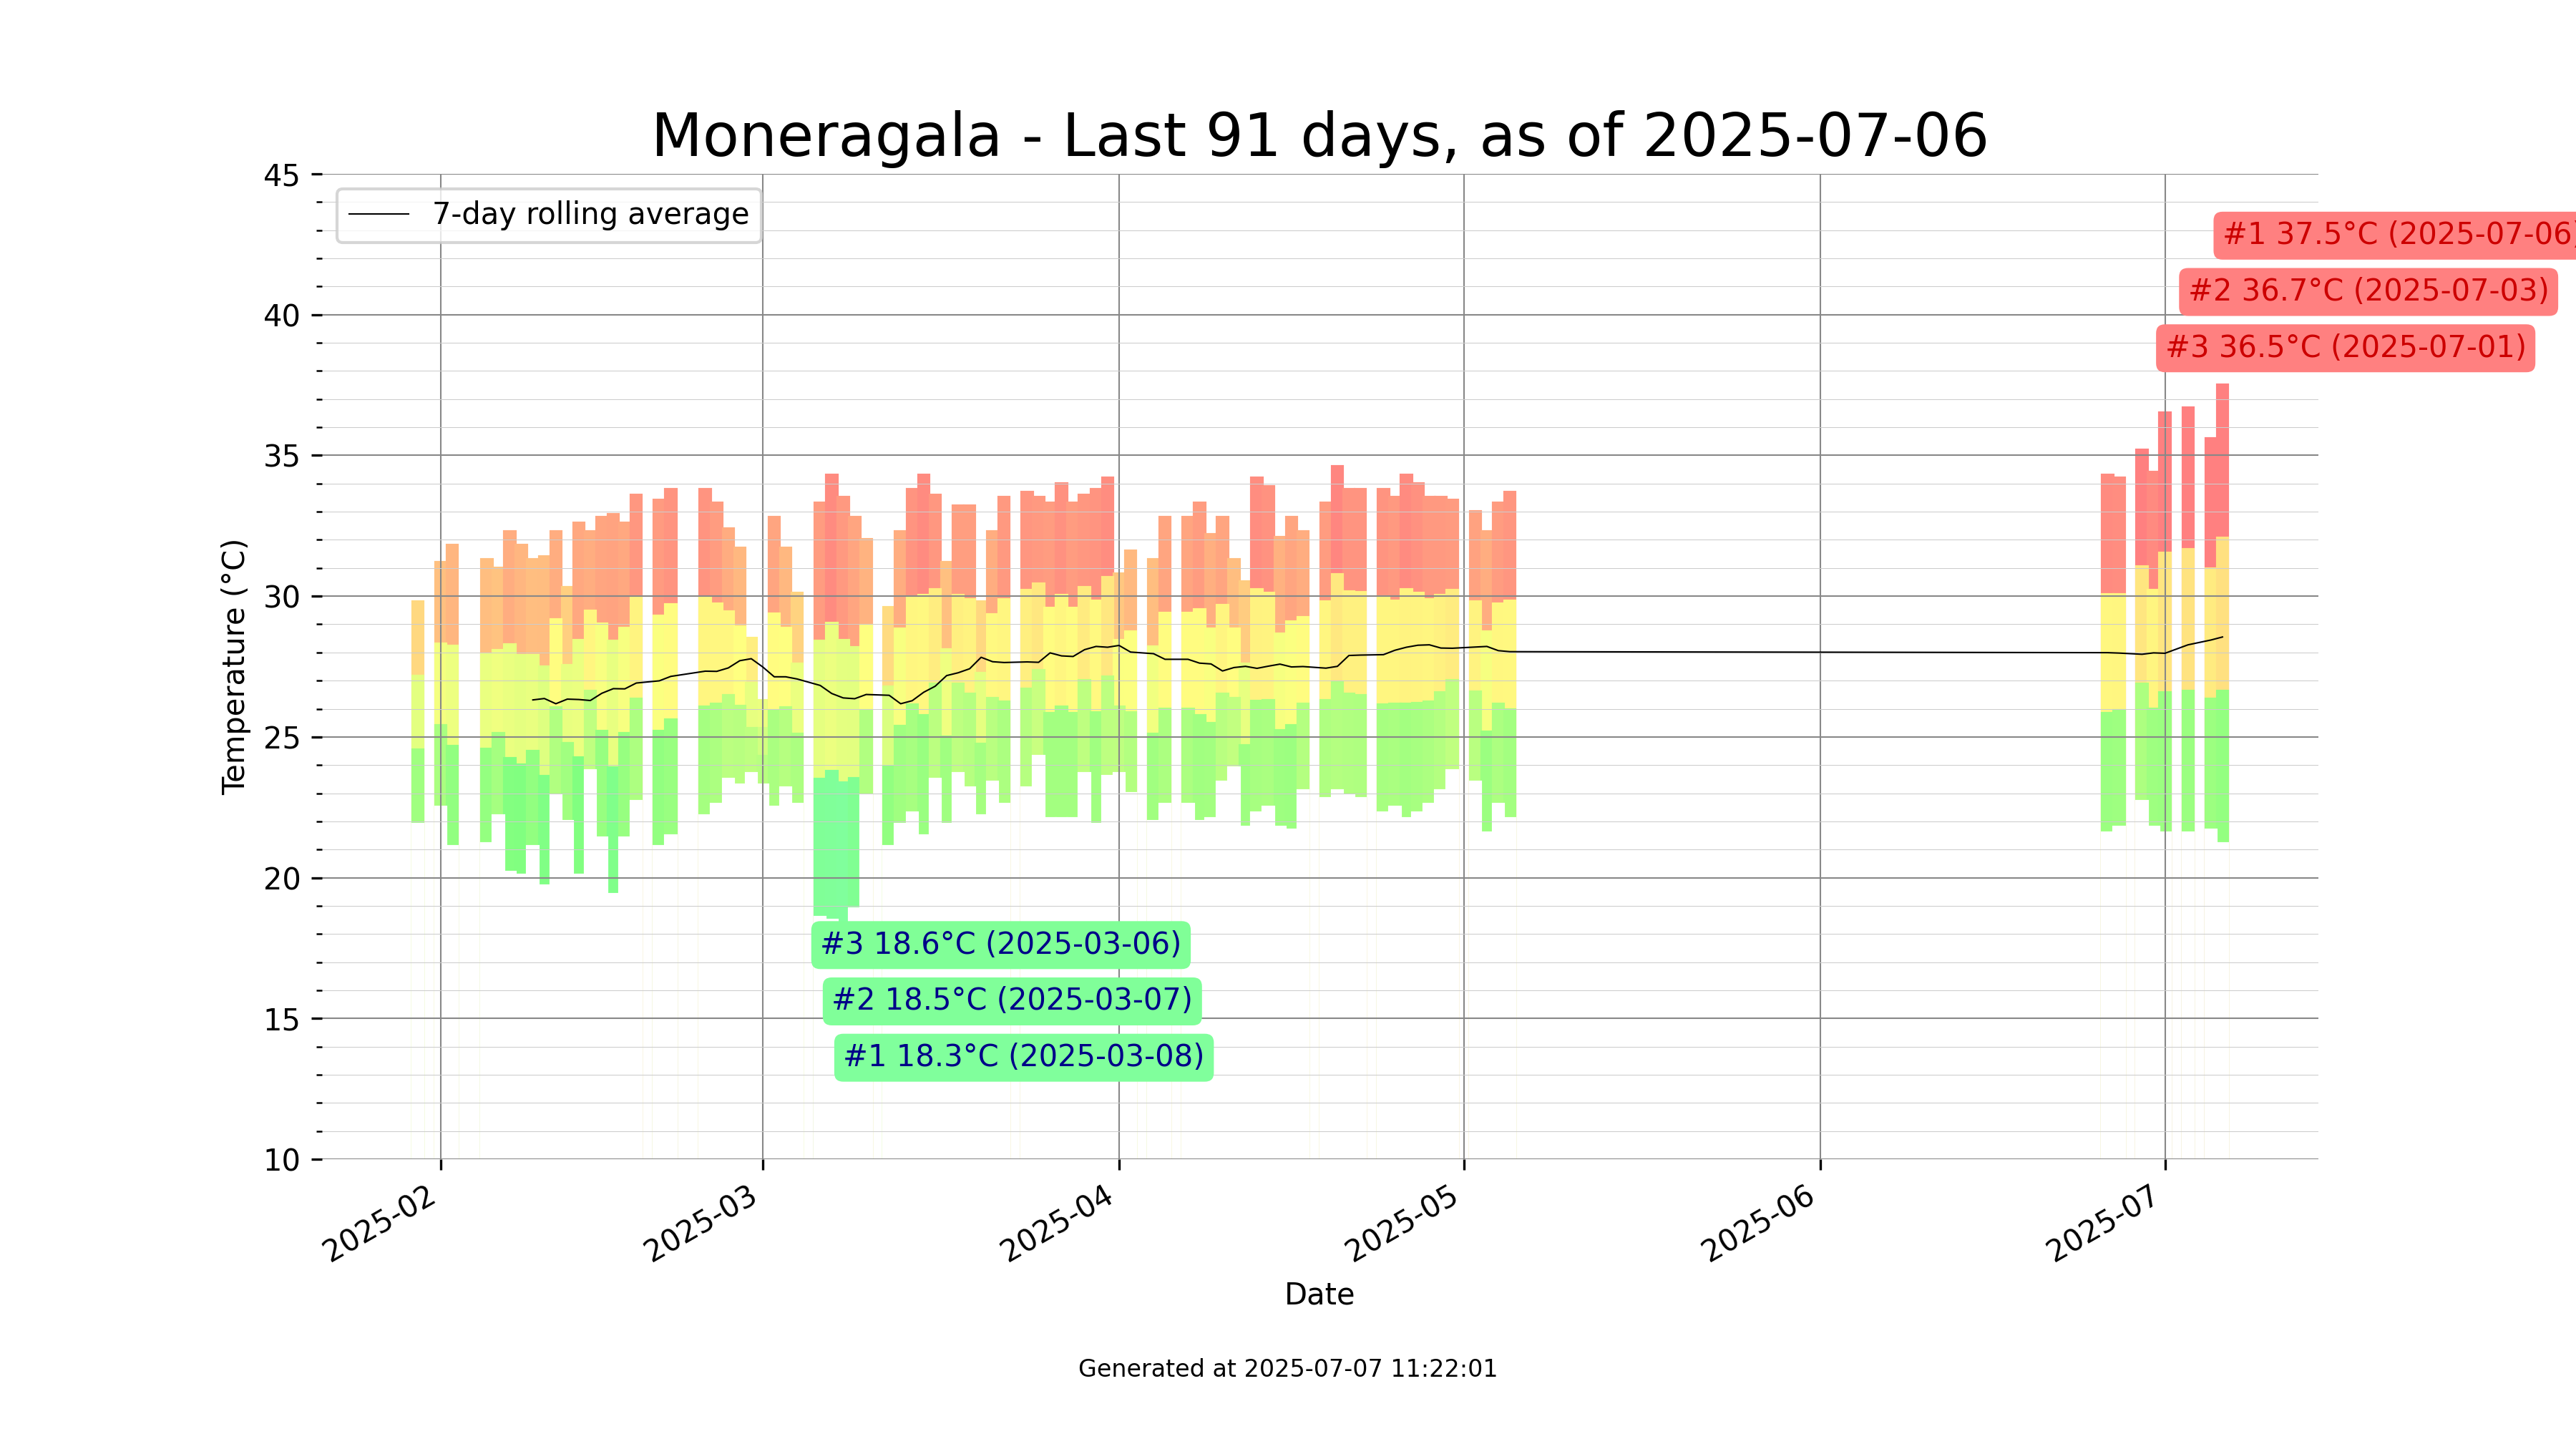 Moneragala - Last 91 days, as of 2025-07-06
7-day rolling average
#1 37.5°C (2025-07-06)
#2 36.7°C (2025-07-03)
#3 36.5°C (2025-07-01)
45
40
35
30
25
20
15
10
Temperature (°C)
#3 18.6°C (2025-03-06)
#2 18.5°C (2025-03-07)
#1 18.3°C (2025-03-08)
2025-02
2025-03
2025-04
2025-05
2025-06
2025-07
Date
Generated at 2025-07-07 11:22:01